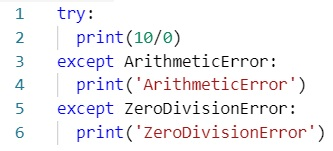 1 try:
2   print(10/0)
3 except ArithmeticError:
4   print('ArithmeticError')
5 except ZeroDivisionError:
6   print('ZeroDivisionError')